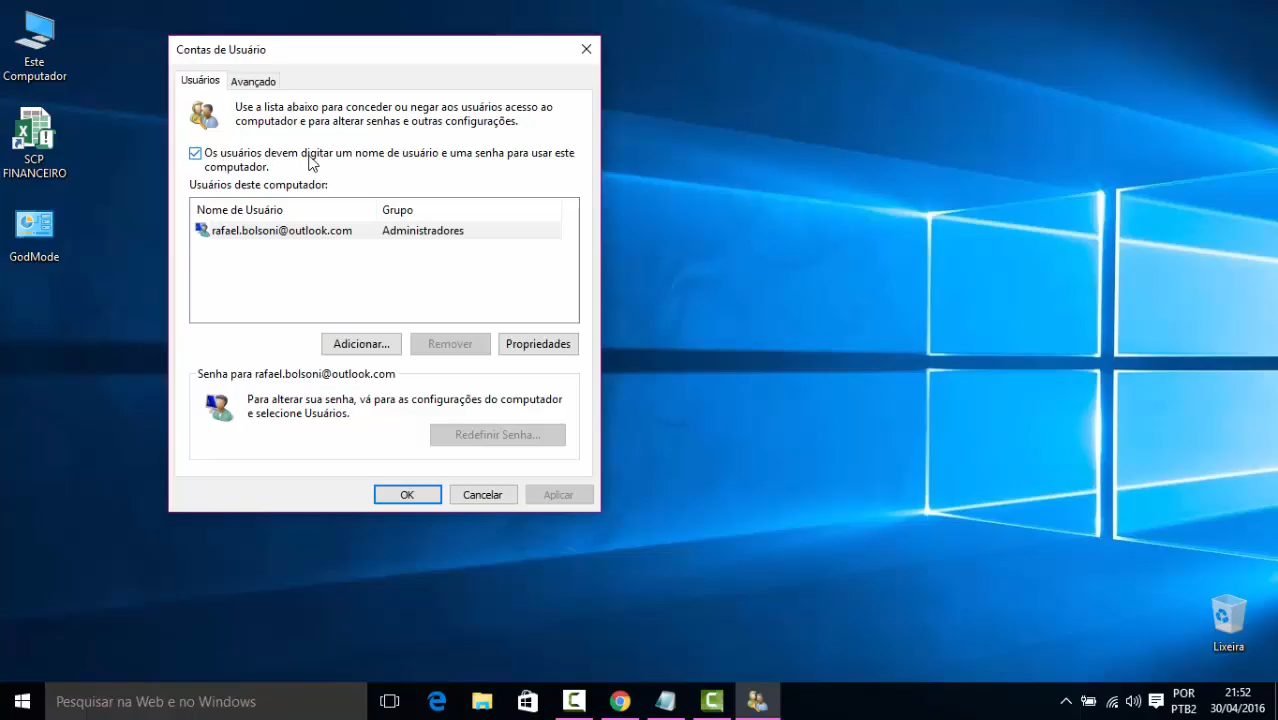 Este
Computador
SCP
FINANCEIRO
GodMode
Contas de Usuário
Usuários
Avançado
Use a lista abaixo para conceder ou negar aos usuários acesso ao
computador e para alterar senhas e outras configurações.
Os usuários devem digitar um nome de usuário e uma senha para usar este
computador.
Usuários deste computador:
Nome de Usuário Grupo
rafael.bolsoni@outlook.com Administradores
Adicionar... Remover Propriedades
Senha para rafael.bolsoni@outlook.com
Para alterar sua senha, vá para as configurações do computador
e selecione Usuários.
Redefinir Senha...
OK Cancelar Aplicar
Lixeira
Pesquisar na Web e no Windows
POR
PTB2
21:52
30/04/2016